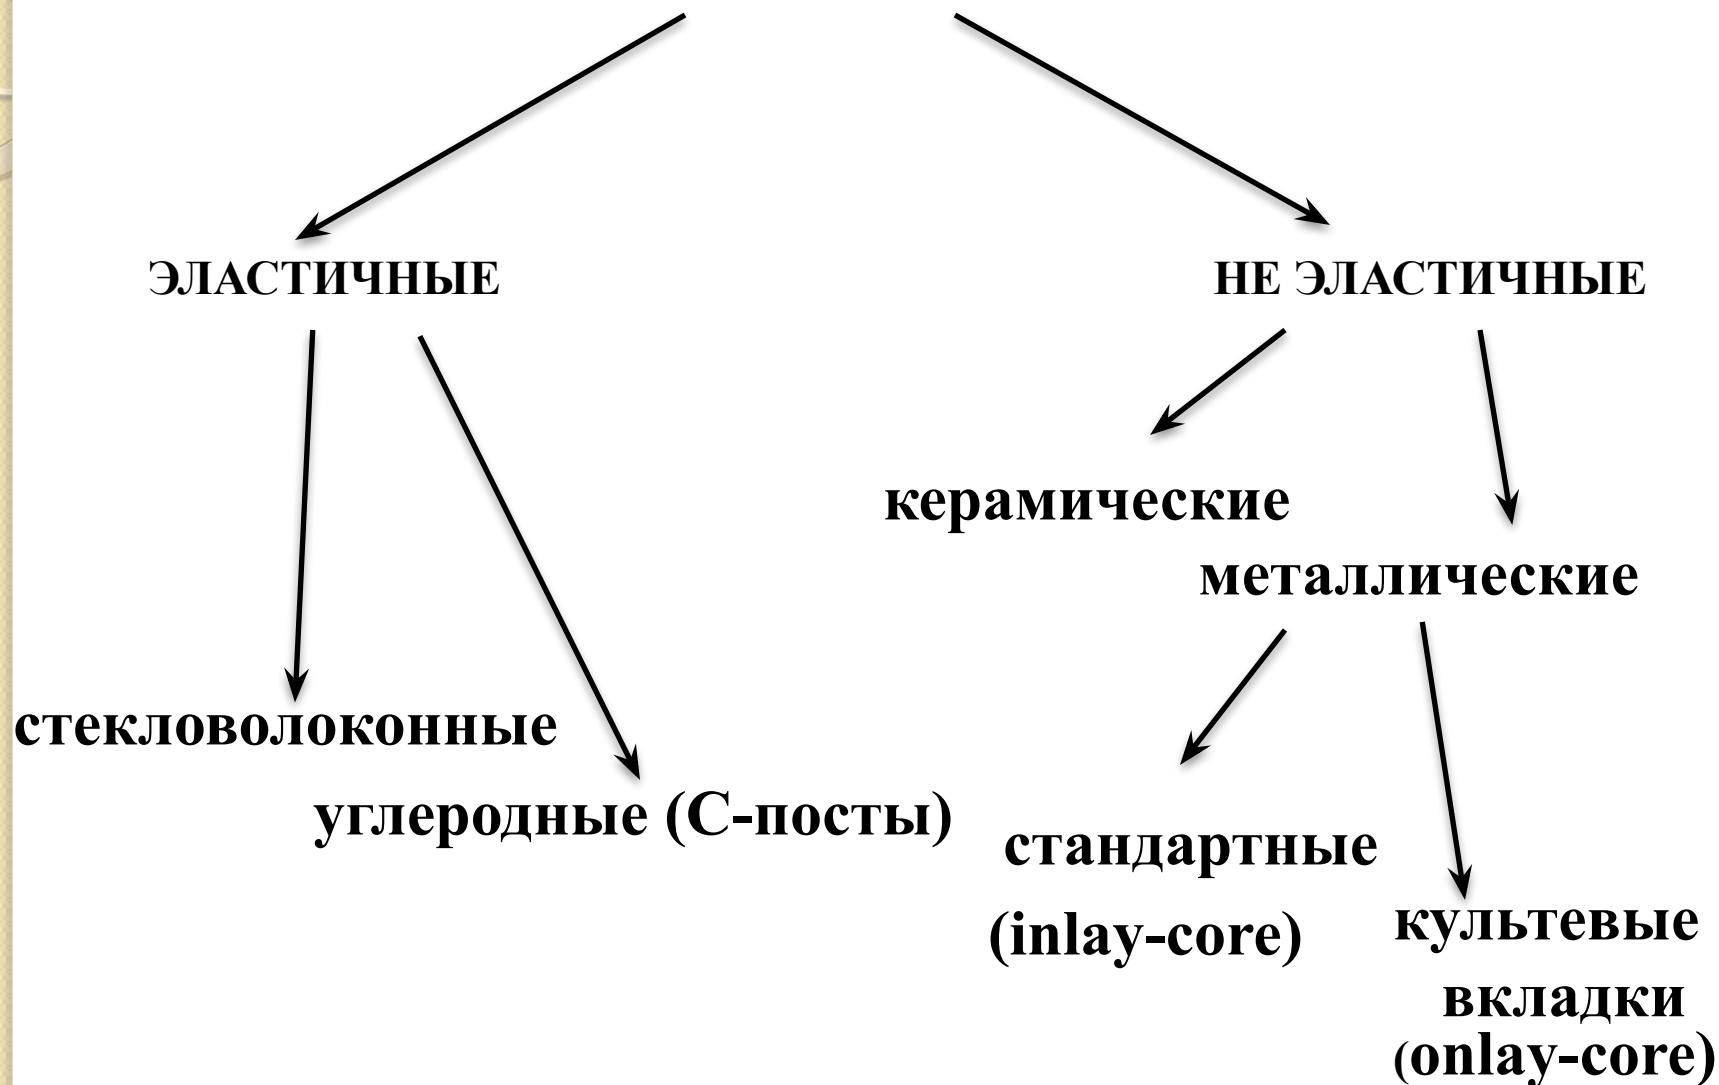 ЭЛАСТИЧНЫЕ
НЕ ЭЛАСТИЧНЫЕ
керамические
металлические
стекловолоконные
углеродные (С-посты)
стандартные
(inlay-core)
культевые
вкладки
(onlay-core)